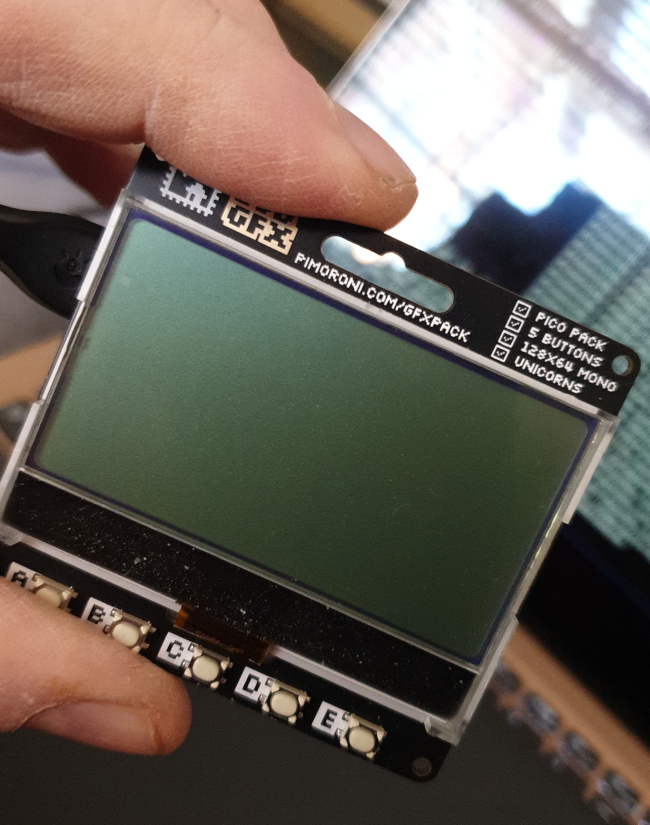 GFX
PIMORONI.COM/GFXPACK
PICO PACK
5 BUTTONS
128X64 MONO
UNICORNS
A
B
C
D
E